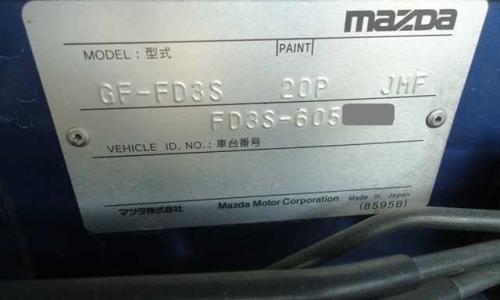 mazda
MODEL: 型式 PAINT
GF-FD3S 20P JMF
FD3S-605
VEHICLE ID. NO.: 車台番号
マツダ株式会社 Mazda Motor Corporation Made in Japan
(85950)